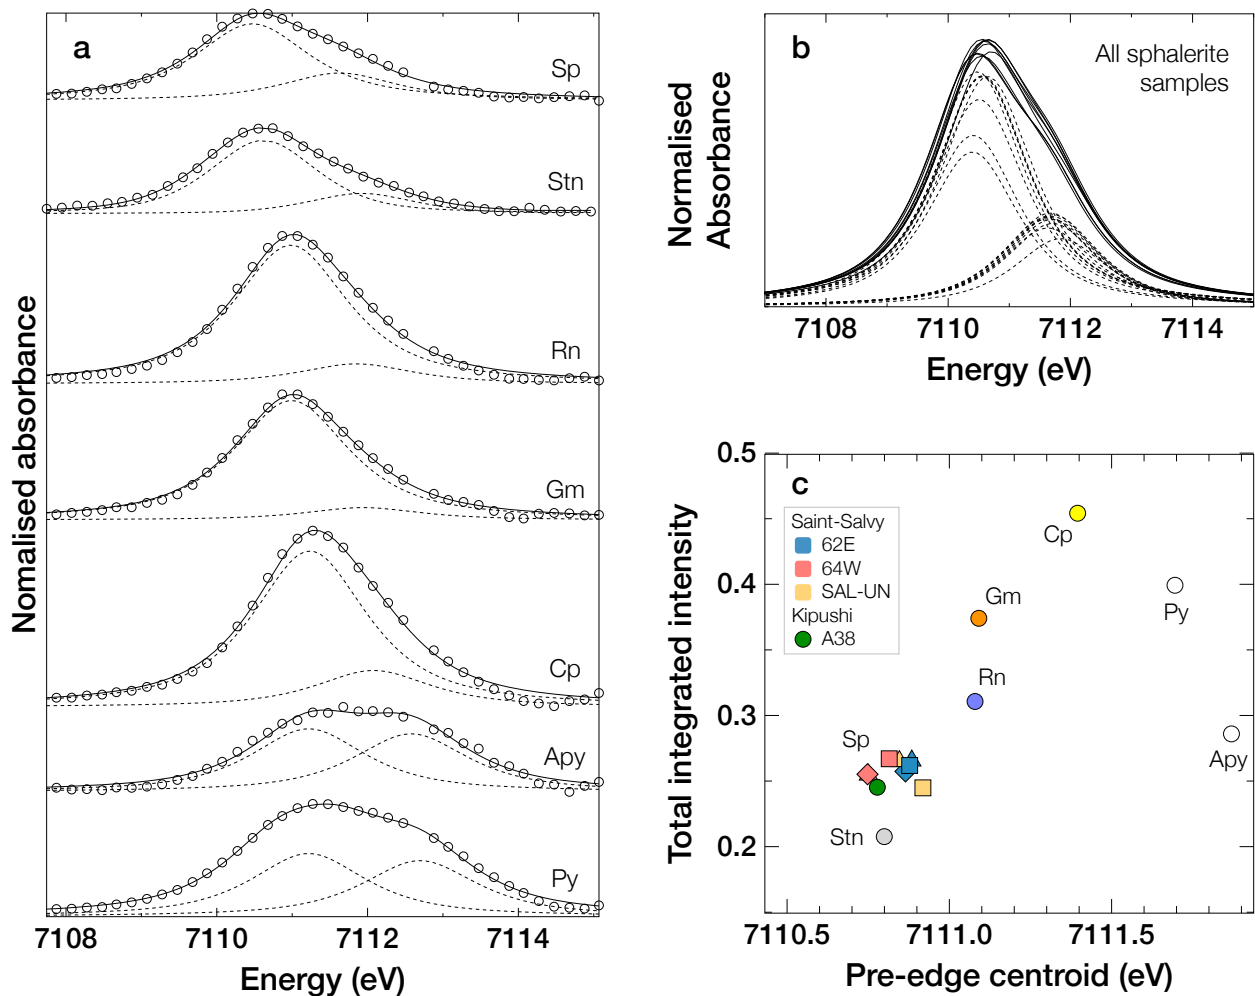 a
Sp
Stn
Rn
Gm
Cp
Apy
Py
Nomalised absorbance
7108
7110
7112
7114
Energy (eV)
b
All sphalerite
samples
Normalised
Absorbance
7108
7110
7112
7114
Energy (eV)
c
0.5
0.4
0.3
0.2
Total integrated intensity
Saint-Salvy
62E
64W
SAL-UN
Kipushi
A38
Cp
Gm
Py
Rn
Sp
Apy
Stn
7110.5
7111.0
7111.5
Pre-edge centroid (eV)